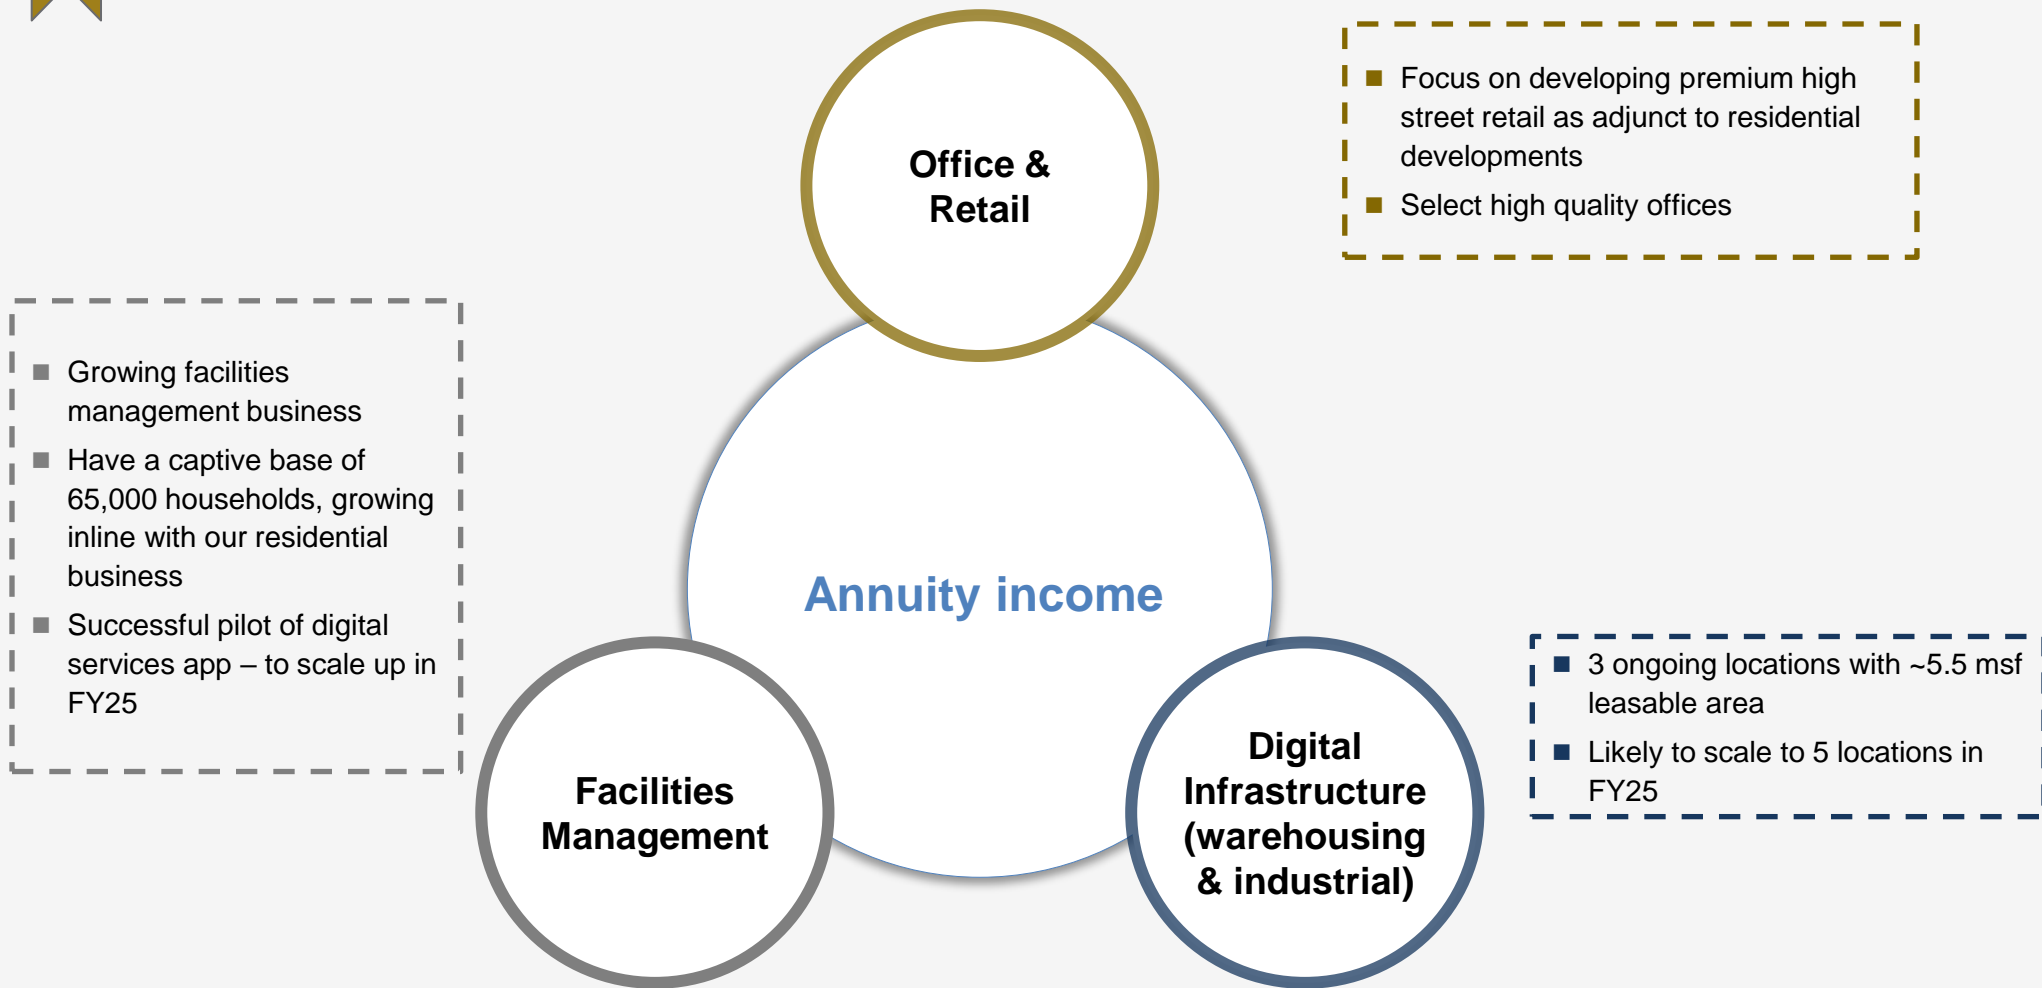 Office &
Retail
■ Focus on developing premium high
street retail as adjunct to residential
developments
■ Select high quality offices
■ Growing facilities
management business
■ Have a captive base of
65,000 households, growing
inline with our residential
business
■ Successful pilot of digital
services app – to scale up in
FY25
Annuity income
■ 3 ongoing locations with ~5.5 msf
leasable area
■ Likely to scale to 5 locations in
FY25
Facilities
Management
Digital
Infrastructure
(warehousing
& industrial)